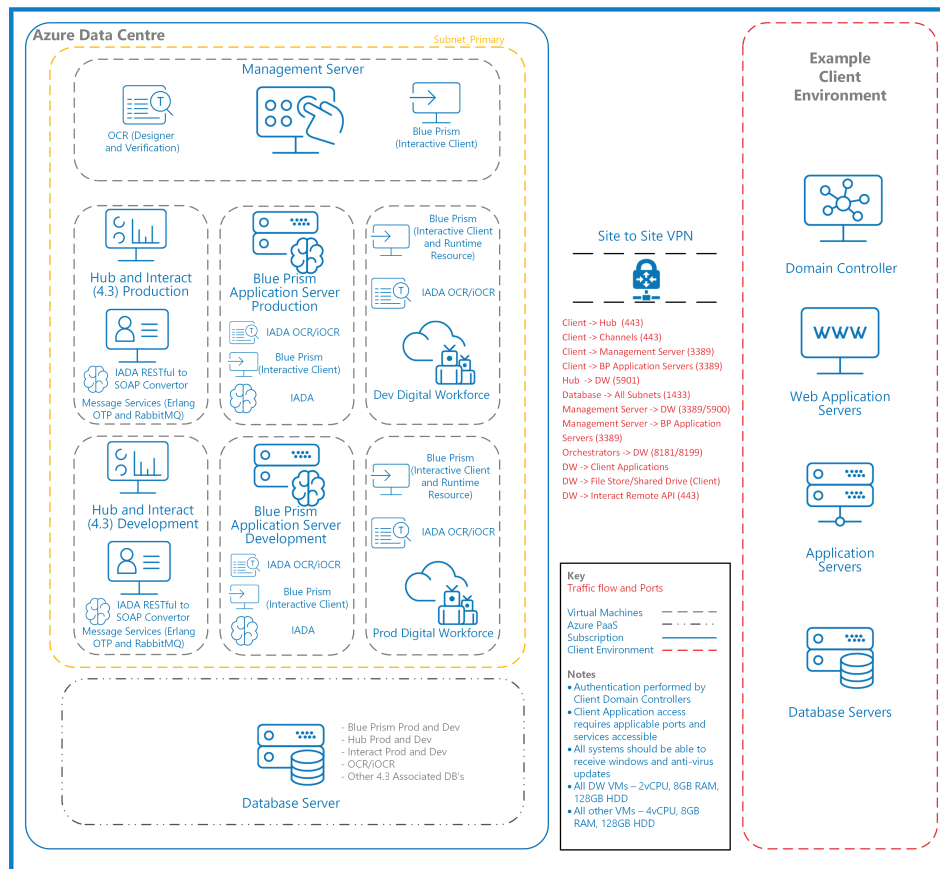 Azure Data Centre
Subnet_Primary
Management Server
OCR (Designer
and Verification)
Blue Prism
(Interactive Client)
Hub and Interact
(4.3) Production
IADA RESTful to
SOAP Convertor
Message Services (Erlang
OTP and RabbitMQ)
Blue Prism
Application Server
Production
IADA OCR/iOCR
Blue Prism
(Interactive Client)
IADA
Blue Prism
(Interactive Client
and Runtime
Resource)
IADA OCR/iOCR
Dev Digital Workforce
Hub and Interact
(4.3) Development
IADA RESTful to
SOAP Convertor
Message Services (Erlang
OTP and RabbitMQ)
Blue Prism
Application Server
Development
IADA OCR/iOCR
Blue Prism
(Interactive Client)
IADA
Blue Prism
(Interactive Client
and Runtime
Resource)
IADA OCR/iOCR
Prod Digital Workforce
Database Server
- Blue Prism Prod and Dev
- Hub Prod and Dev
- Interact Prod and Dev
- OCR/iOCR
- Other 4.3 Associated DB's
Site to Site VPN
Client -> Hub (443)
Client -> Channels (443)
Client -> Management Server (3389)
Client -> BP Application Servers (3389)
Hub -> DW (5901)
Database -> All Subnets (1433)
Management Server -> DW (3389/5900)
Management Server -> BP Application
Servers (3389)
Orchestrators -> DW (8181/8199)
DW -> Client Applications
DW -> File Store/Shared Drive (Client)
DW -> Interact Remote API (443)
Key
Traffic flow and Ports
Virtual Machines
Azure PaaS
Subscription
Client Environment
Notes
• Authentication performed by
Client Domain Controllers
• Client Application access
requires applicable ports and
services accessible
• All systems should be able to
receive windows and anti-virus
updates
• All DW VMs – 2vCPU, 8GB RAM,
128GB HDD
• All other VMs – 4vCPU, 8GB
RAM, 128GB HDD
Example
Client
Environment
Domain Controller
WWW
Web Application
Servers
Application
Servers
Database Servers